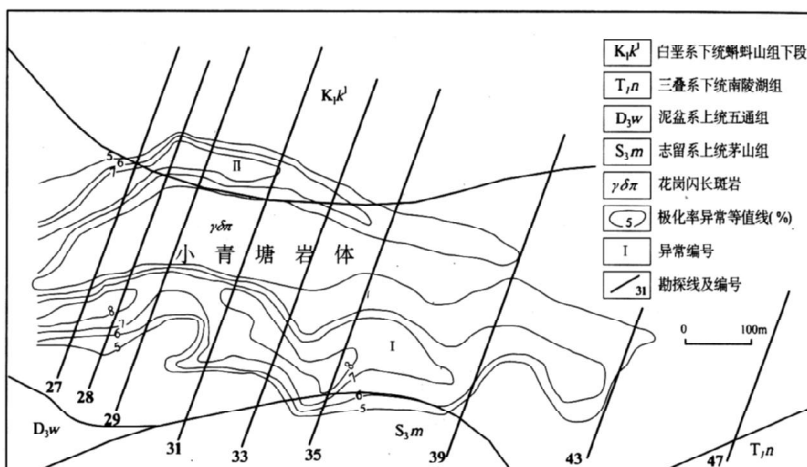 K₁k¹
白垩系下统蝌蚪山组下段
T₁n
三叠系下统南陵湖组
D₃w
泥盆系上统五通组
S₃m
志留系上统茅山组
γδπ
花岗闪长斑岩
5
极化率异常等值线(%)
I
异常编号
31
勘探线及编号
0 100m
K₁k¹
5 6 7
II
γδπ
小青塘岩体
8
7
6
5
I
8
7
6
5
27
28
29
31
33
35
39
43
47
D₃w
S₃m
T₁n